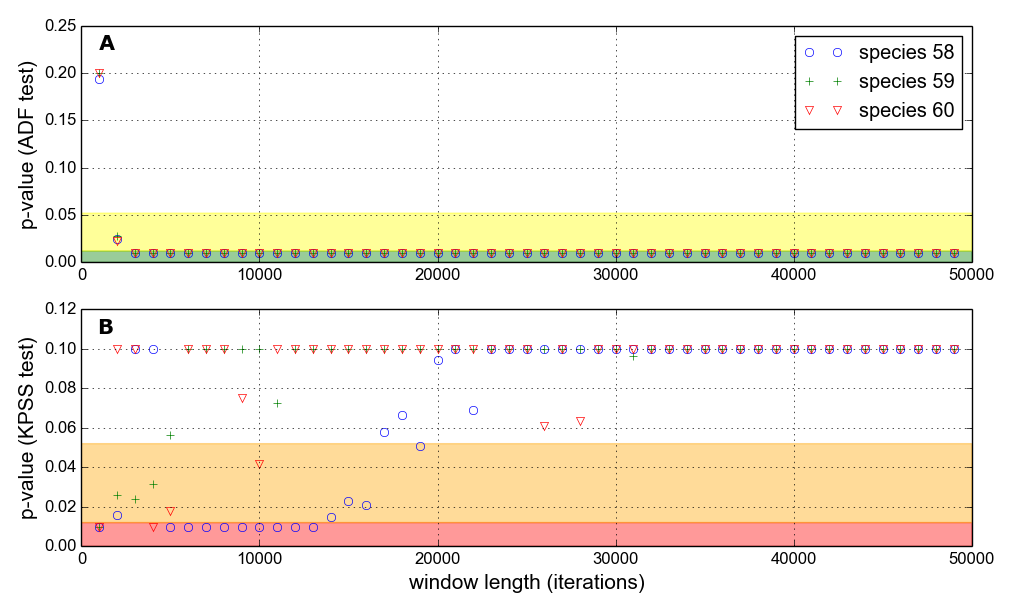 A
p-value (ADF test)
0.25
0.20
0.15
0.10
0.05
0.00
0 10000 20000 30000 40000 50000
species 58
species 59
species 60
B
p-value (KPSS test)
0.12
0.10
0.08
0.06
0.04
0.02
0.00
0 10000 20000 30000 40000 50000
window length (iterations)